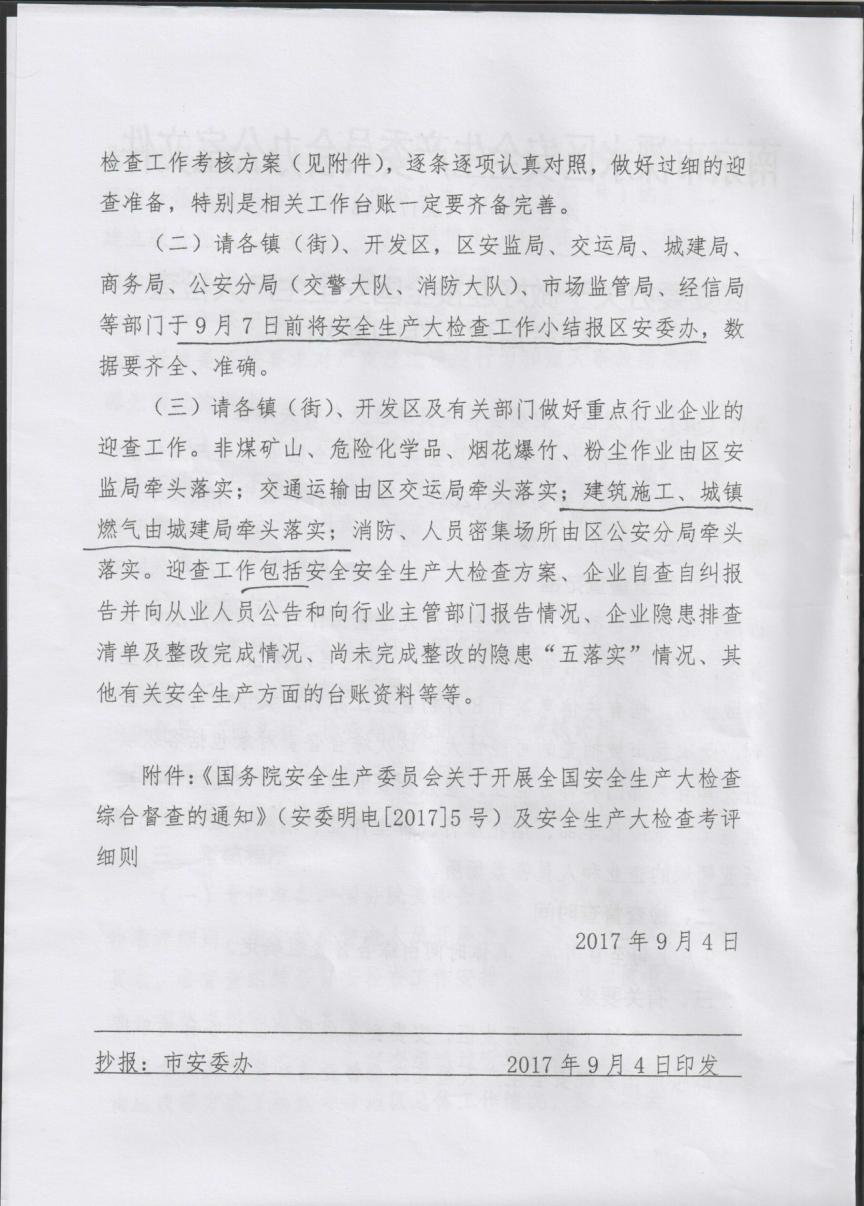 检查工作考核方案（见附件），逐条逐项认真对照，做好过细的迎
查准备，特别是相关工作台账一定要齐备完善。
（二）请各镇（街）、开发区，区安监局、交运局、城建局、
商务局、公安分局（交警大队、消防大队）、市场监管局、经信局
等部门于9月7日前将安全生产大检查工作小结报区安委办，数
据要齐全、准确。
（三）请各镇（街）、开发区及有关部门做好重点行业企业的
迎查工作。非煤矿山、危险化学品、烟花爆竹、粉尘作业由区安
监局牵头落实；交通运输由区交运局牵头落实；建筑施工、城镇
燃气由城建局牵头落实；消防、人员密集场所由区公安分局牵头
落实。迎查工作包括安全安全生产大检查方案、企业自查自纠报
告并向从业人员公告和向行业主管部门报告情况、企业隐患排查
清单及整改完成情况、尚未完成整改的隐患“五落实”情况、其
他有关安全生产方面的台账资料等等。
附件：《国务院安全生产委员会关于开展全国安全生产大检查
综合督查的通知》（安委明电[2017]5号）及安全生产大检查考评
细则
2017年9月4日
抄报：市安委办 2017年9月4日印发